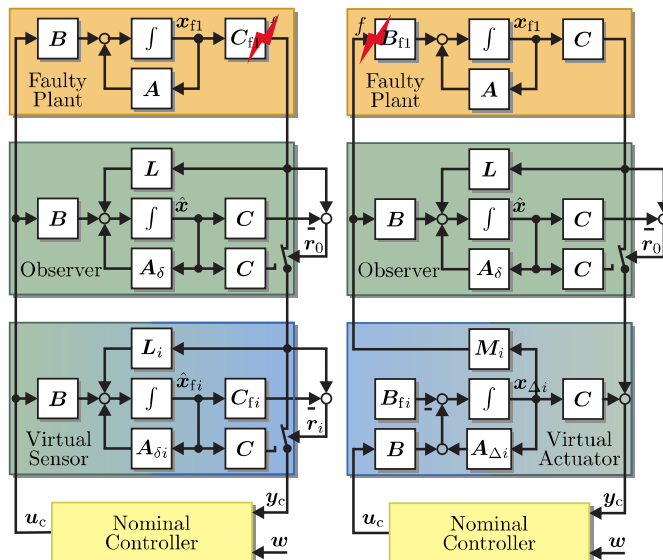 B ∫ x_f1 C_f1 f
A
Faulty
Plant
L
B ∫ x̂ C
- r_0
A_δ C
Observer
L_i
B ∫ x̂_fi C_fi
- r_i
A_δi C
Virtual
Sensor
u_c y_c
Nominal
Controller
w
f B_f1 ∫ x_f1 C
A
Faulty
Plant
L
B ∫ x̂ C
- r_0
A_δ C
Observer
M_i
B_fi - ∫ x_Δi C
B A_Δi
Virtual
Actuator
u_c y_c
Nominal
Controller
w